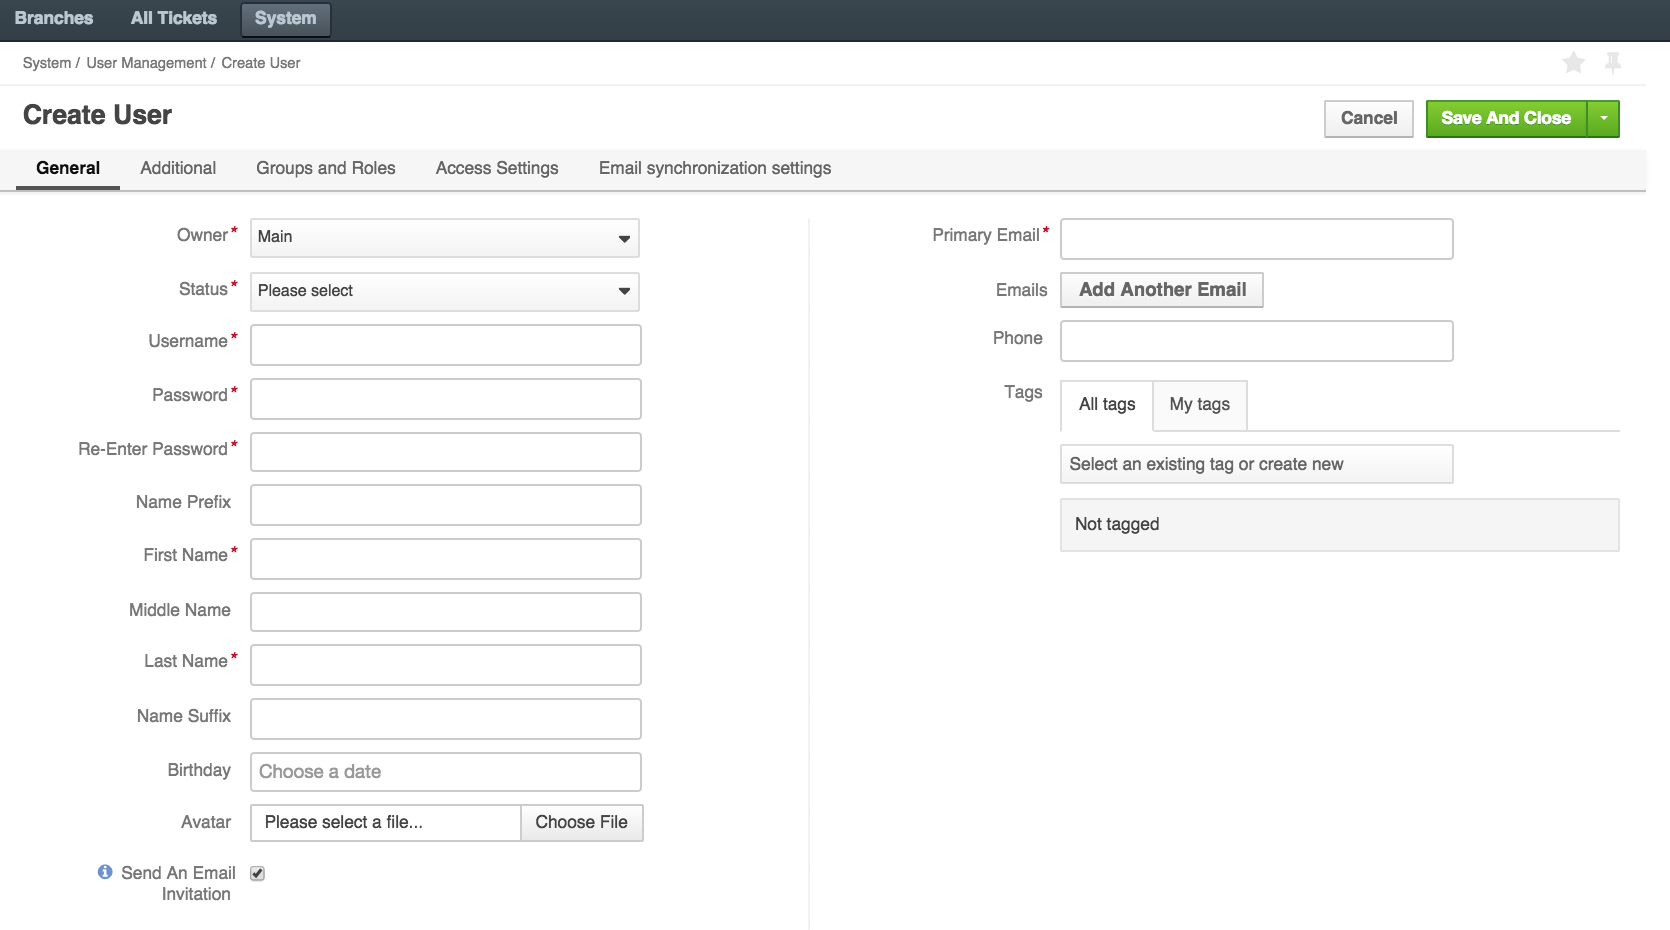 Branches All Tickets System
System / User Management / Create User
Create User
Cancel Save And Close
General Additional Groups and Roles Access Settings Email synchronization settings
Owner* Main
Status* Please select
Username*
Password*
Re-Enter Password*
Name Prefix
First Name*
Middle Name
Last Name*
Name Suffix
Birthday Choose a date
Avatar Please select a file... Choose File
Send An Email
Invitation
Primary Email*
Emails Add Another Email
Phone
Tags All tags My tags
Select an existing tag or create new
Not tagged